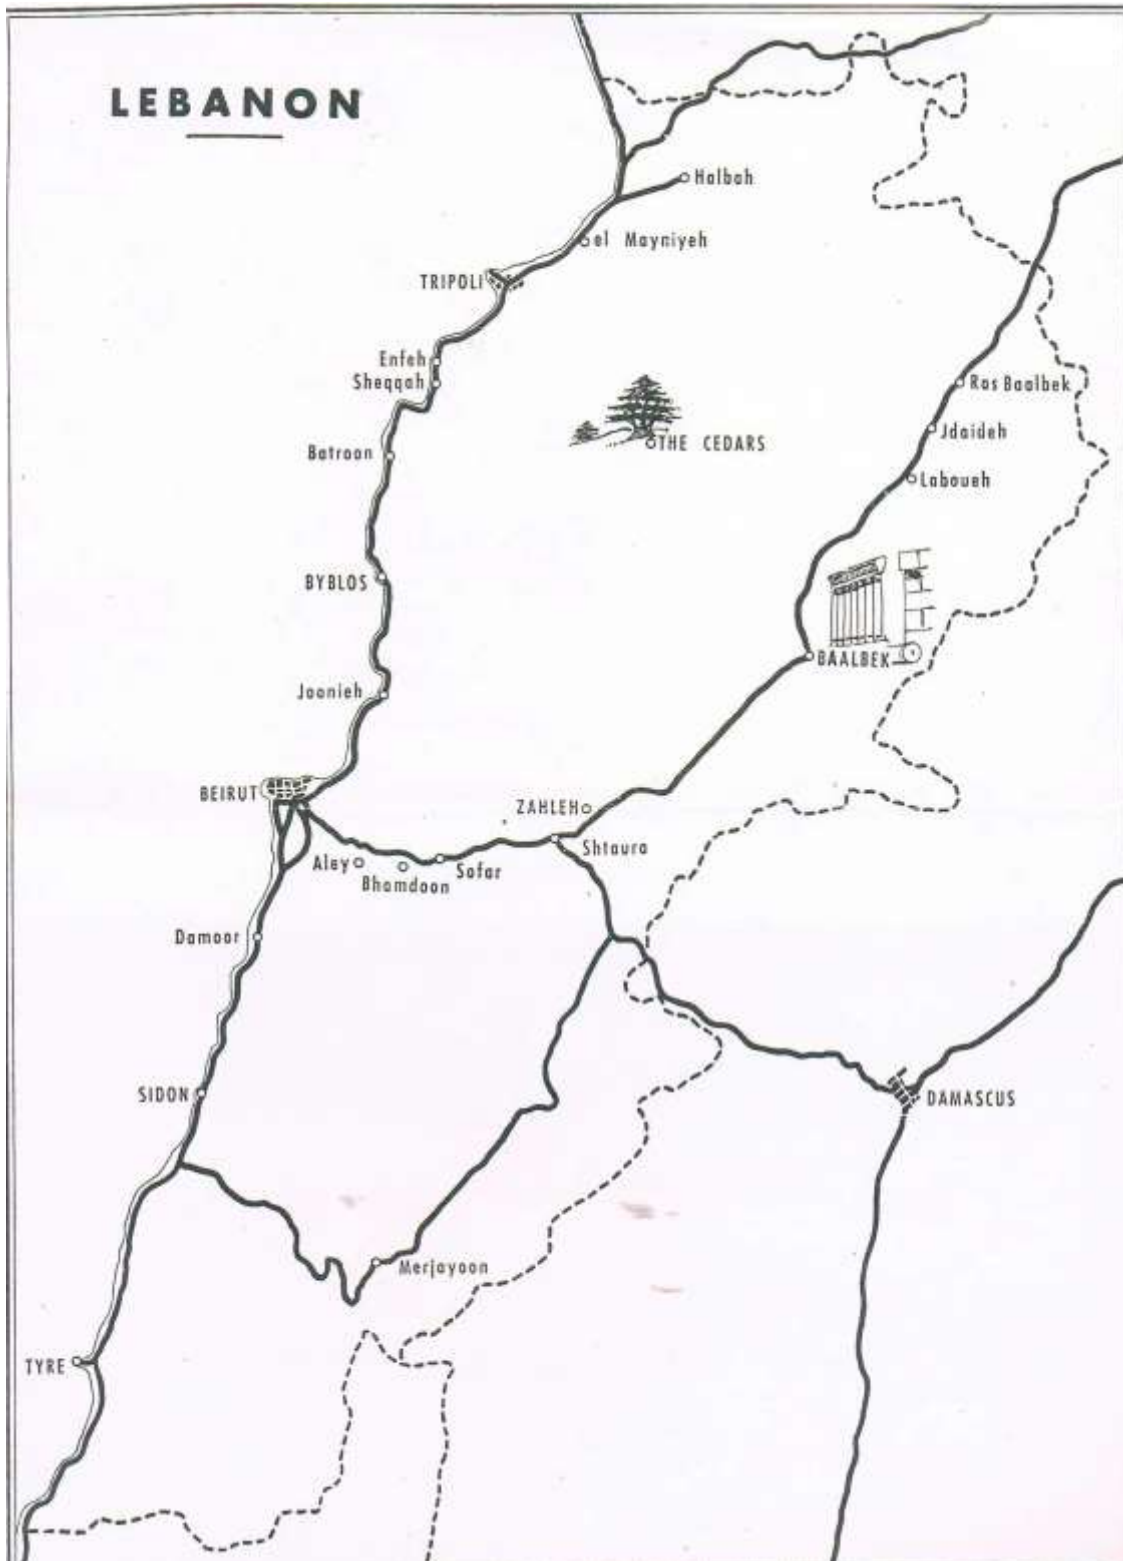 LEBANON
Halbah
el Mayniyeh
TRIPOLI
Enfeh
Sheqqah
Ras Baalbek
Jdaideh
THE CEDARS
Batroon
Laboueh
BYBLOS
BAALBEK
Joonieh
BEIRUT
ZAHLEH
Shtaura
Aley
Sofar
Bhamdoon
Damoor
SIDON
DAMASCUS
Merjayoon
TYRE